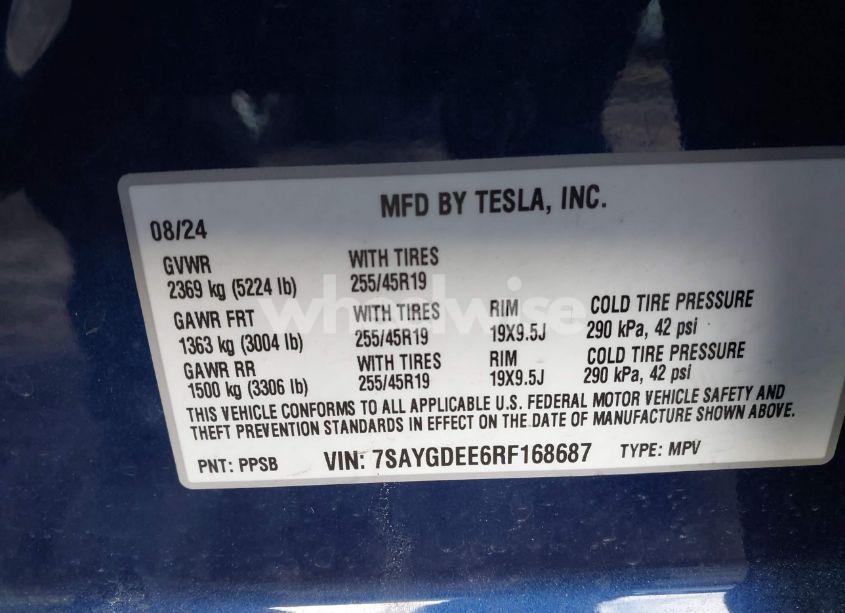 MFD BY TESLA, INC.
08/24
GVWR WITH TIRES
2369 kg (5224 lb) 255/45R19
GAWR FRT WITH TIRES RIM COLD TIRE PRESSURE
1363 kg (3004 lb) 255/45R19 19X9.5J 290 kPa, 42 psi
GAWR RR WITH TIRES RIM COLD TIRE PRESSURE
1500 kg (3306 lb) 255/45R19 19X9.5J 290 kPa, 42 psi
THIS VEHICLE CONFORMS TO ALL APPLICABLE U.S. FEDERAL MOTOR VEHICLE SAFETY AND
THEFT PREVENTION STANDARDS IN EFFECT ON THE DATE OF MANUFACTURE SHOWN ABOVE.
PNT: PPSB VIN: 7SAYGDEE6RF168687 TYPE: MPV
wheelwise